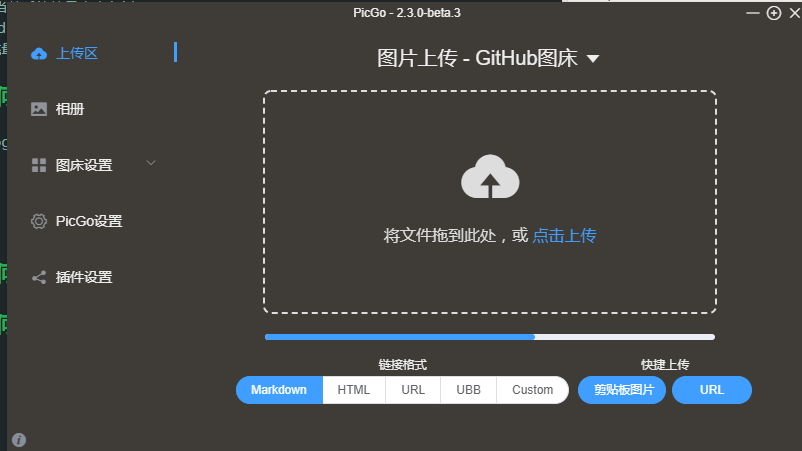 PicGo - 2.3.0-beta.3
上传区
相册
图床设置
PicGo设置
插件设置
图片上传 - GitHub图床
将文件拖到此处，或 点击上传
链接格式
快捷上传
Markdown HTML URL UBB Custom
剪贴板图片 URL